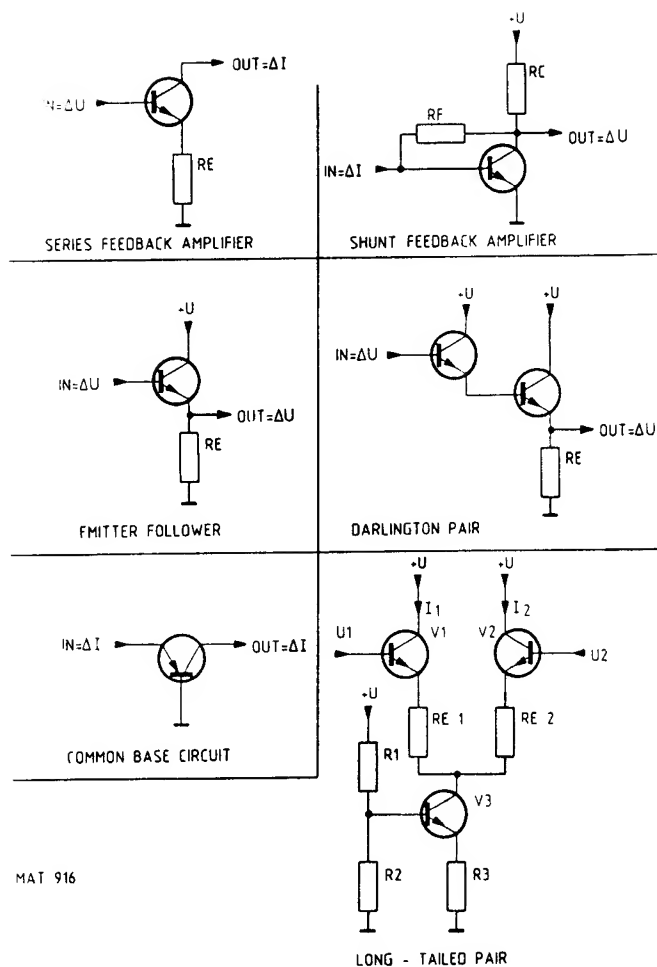 OUT=ΔI
N=ΔU
RE
SERIES FEEDBACK AMPLIFIER
+U
RC
RF
OUT=ΔU
IN=ΔI
SHUNT FEEDBACK AMPLIFIER
+U
IN=ΔU
OUT=ΔU
RE
EMITTER FOLLOWER
+U
+U
IN=ΔU
OUT=ΔU
RE
DARLINGTON PAIR
IN=ΔI
OUT=ΔI
COMMON BASE CIRCUIT
+U
+U
I1
I2
U1
V1
V2
U2
+U
RE 1
RE 2
R1
V3
R2
R3
MAT 916
LONG - TAILED PAIR